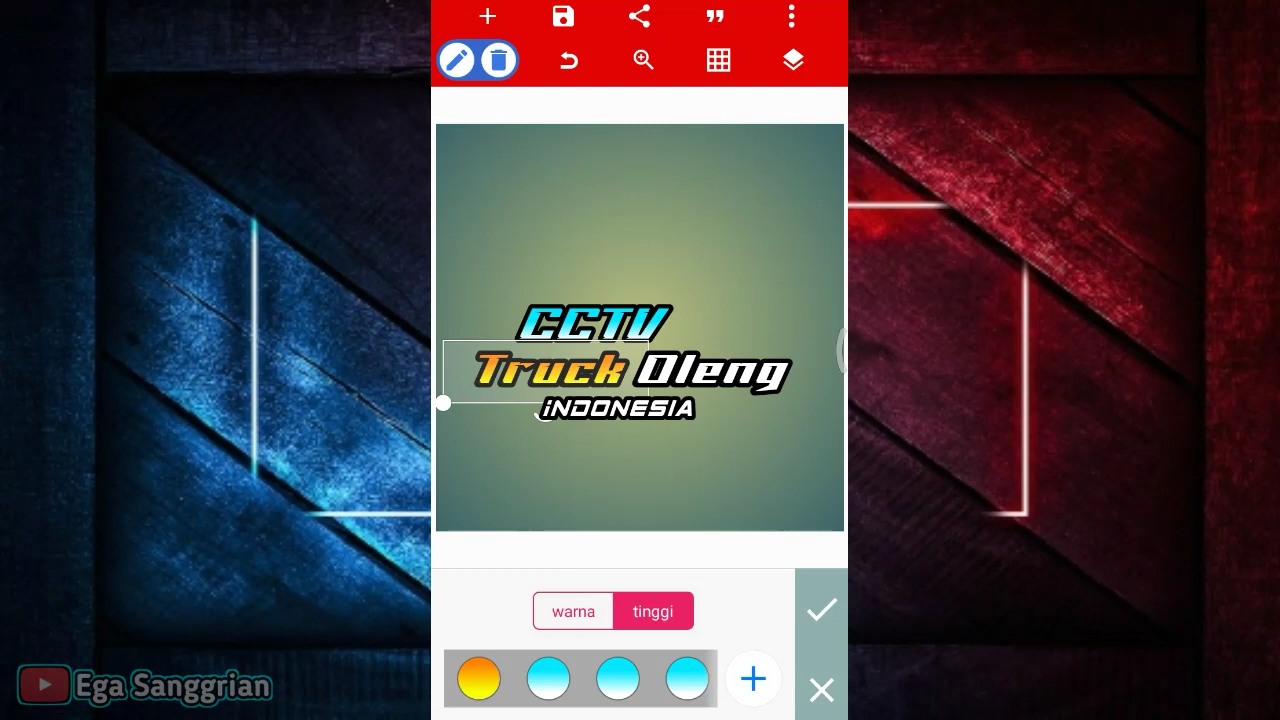 CCTV
Truck Oleng
iNDONESIA
warna
tinggi
Ega Sanggrian